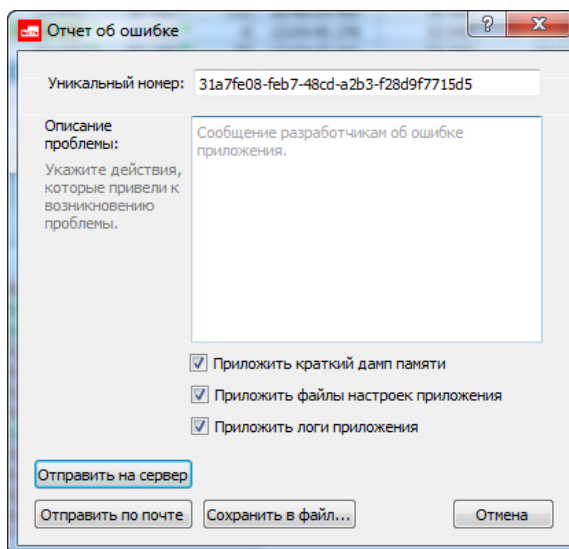 Отчет об ошибке
Уникальный номер: 31a7fe08-feb7-48cd-a2b3-f28d9f7715d5
Описание
проблемы:
Укажите действия,
которые привели к
возникновению
проблемы.
Сообщение разработчикам об ошибке
приложения.
Приложить краткий дамп памяти
Приложить файлы настроек приложения
Приложить логи приложения
Отправить на сервер
Отправить по почте Сохранить в файл... Отмена